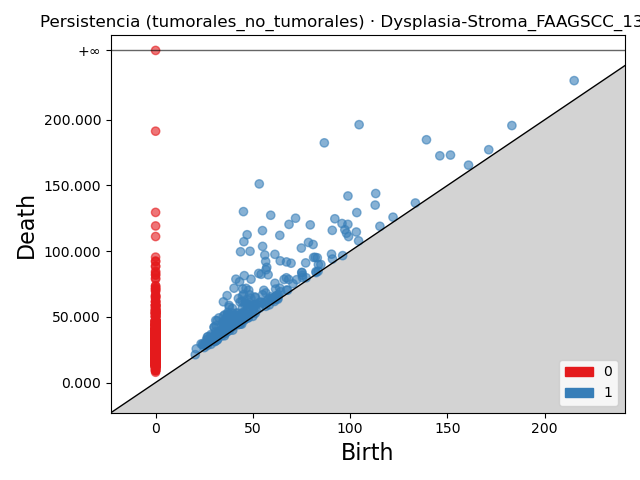 Persistencia (tumorales_no_tumorales) · Dysplasia-Stroma_FAAGSCC_13
+∞
200.000
150.000
100.000
50.000
0.000
Death
0
1
0 50 100 150 200
Birth